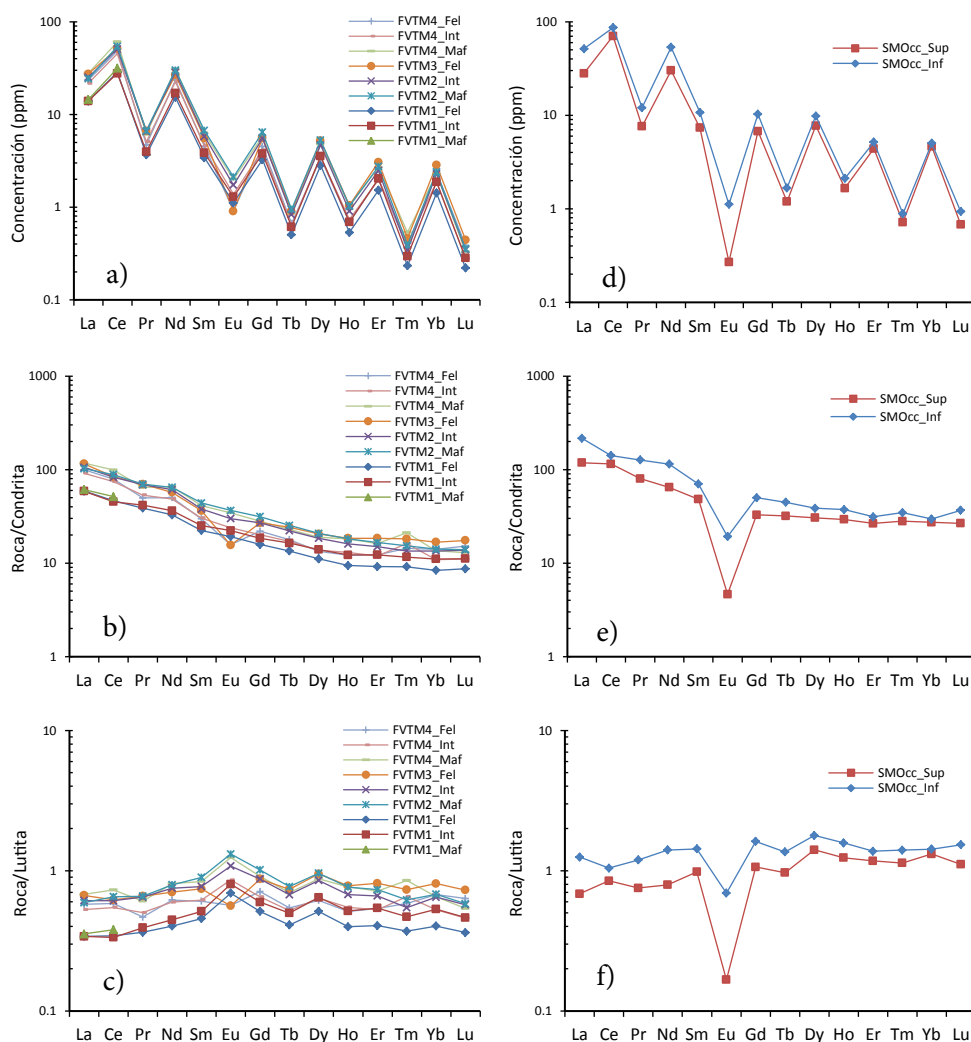 100
10
1
0.1
Concentración (ppm)
La Ce Pr Nd Sm Eu Gd Tb Dy Ho Er Tm Yb Lu
FVTM4_Fel
FVTM4_Int
FVTM4_Maf
FVTM3_Fel
FVTM2_Int
FVTM2_Maf
FVTM1_Fel
FVTM1_Int
FVTM1_Maf
a)
100
10
1
0.1
Concentración (ppm)
La Ce Pr Nd Sm Eu Gd Tb Dy Ho Er Tm Yb Lu
SMOcc_Sup
SMOcc_Inf
d)
1000
100
10
1
Roca/Condrita
La Ce Pr Nd Sm Eu Gd Tb Dy Ho Er Tm Yb Lu
FVTM4_Fel
FVTM4_Int
FVTM4_Maf
FVTM3_Fel
FVTM2_Int
FVTM2_Maf
FVTM1_Fel
FVTM1_Int
FVTM1_Maf
b)
1000
100
10
1
Roca/Condrita
La Ce Pr Nd Sm Eu Gd Tb Dy Ho Er Tm Yb Lu
SMOcc_Sup
SMOcc_Inf
e)
10
1
0.1
Roca/Lutita
La Ce Pr Nd Sm Eu Gd Tb Dy Ho Er Tm Yb Lu
FVTM4_Fel
FVTM4_Int
FVTM4_Maf
FVTM3_Fel
FVTM2_Int
FVTM2_Maf
FVTM1_Fel
FVTM1_Int
FVTM1_Maf
c)
10
1
0.1
Roca/Lutita
La Ce Pr Nd Sm Eu Gd Tb Dy Ho Er Tm Yb Lu
SMOcc_Sup
SMOcc_Inf
f)